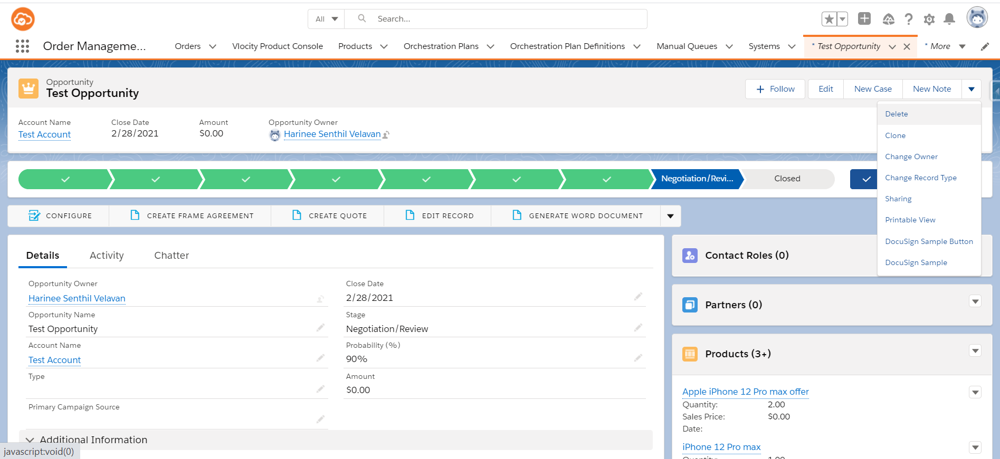 All
Search...
Order Manageme...
Orders
Vlocity Product Console
Products
Orchestration Plans
Orchestration Plan Definitions
Manual Queues
Systems
* Test Opportunity
* More
Opportunity
Test Opportunity
Follow
Edit
New Case
New Note
Delete
Clone
Change Owner
Change Record Type
Sharing
Printable View
DocuSign Sample Button
DocuSign Sample
Account Name
Test Account
Close Date
2/28/2021
Amount
$0.00
Opportunity Owner
Harinee Senthil Velavan
Negotiation/Revi...
Closed
CONFIGURE
CREATE FRAME AGREEMENT
CREATE QUOTE
EDIT RECORD
GENERATE WORD DOCUMENT
Details
Activity
Chatter
Opportunity Owner
Harinee Senthil Velavan
Close Date
2/28/2021
Opportunity Name
Test Opportunity
Stage
Negotiation/Review
Account Name
Test Account
Probability (%)
90%
Type
Amount
$0.00
Primary Campaign Source
Additional Information
javascript:void(0)
Contact Roles (0)
Partners (0)
Products (3+)
Apple iPhone 12 Pro max offer
Quantity: 2.00
Sales Price: $0.00
Date:
iPhone 12 Pro max
Quantity: 1.00